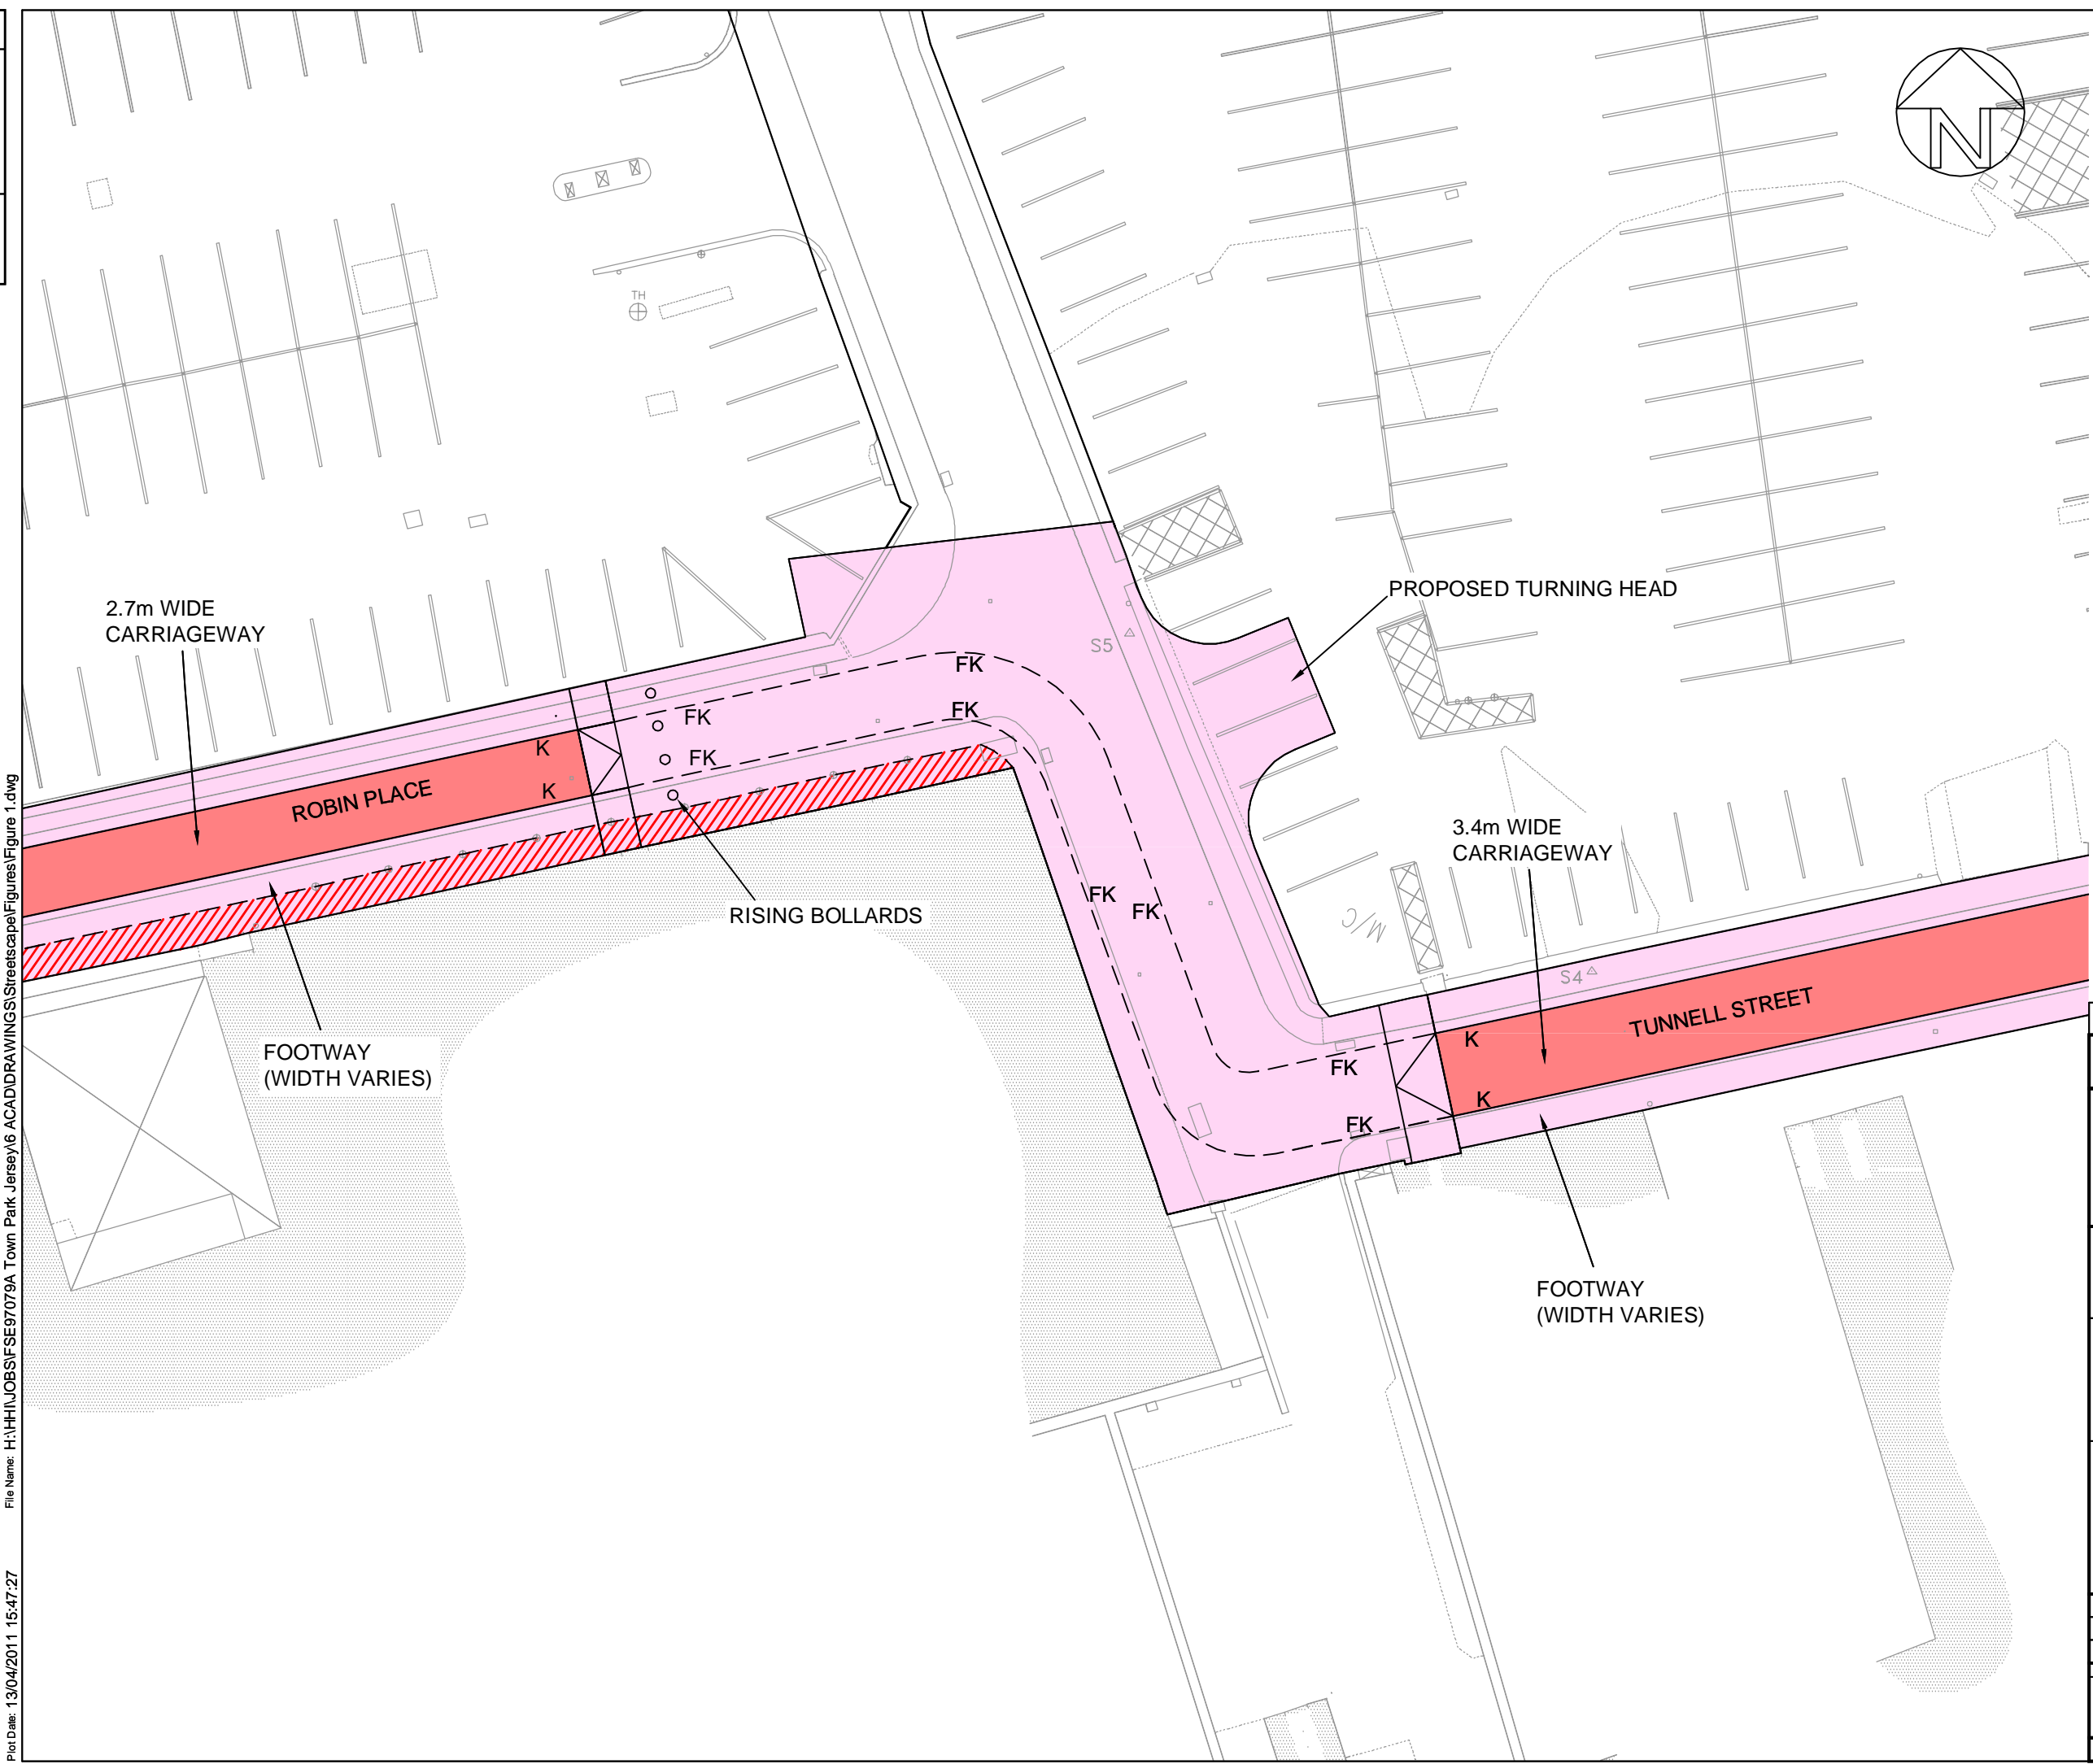 N
TH
2.7m WIDE
CARRIAGEWAY
PROPOSED TURNING HEAD
S5
FK
FK
FK
FK
K
K
ROBIN PLACE
3.4m WIDE
CARRIAGEWAY
FK
FK
RISING BOLLARDS
M/C
S4
TUNNELL STREET
K
K
FK
FK
FOOTWAY
(WIDTH VARIES)
FOOTWAY
(WIDTH VARIES)
File Name: H:\HHI\JOBS\FSE97079A Town Park Jersey\6 ACAD\DRAWINGS\Streetscape\Figures\Figure 1.dwg
Plot Date: 13/04/2011 15:47:27